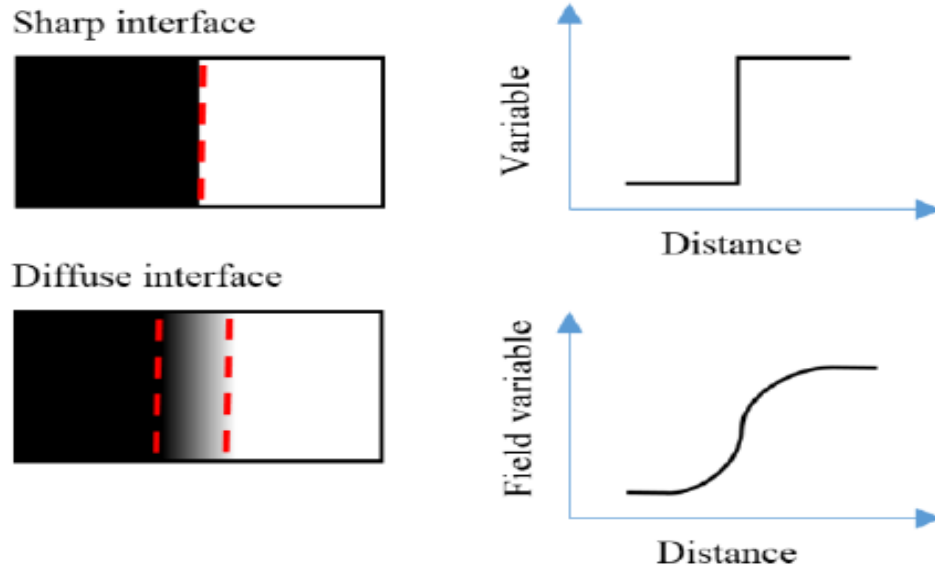 Sharp interface
Variable
Distance
Diffuse interface
Field variable
Distance